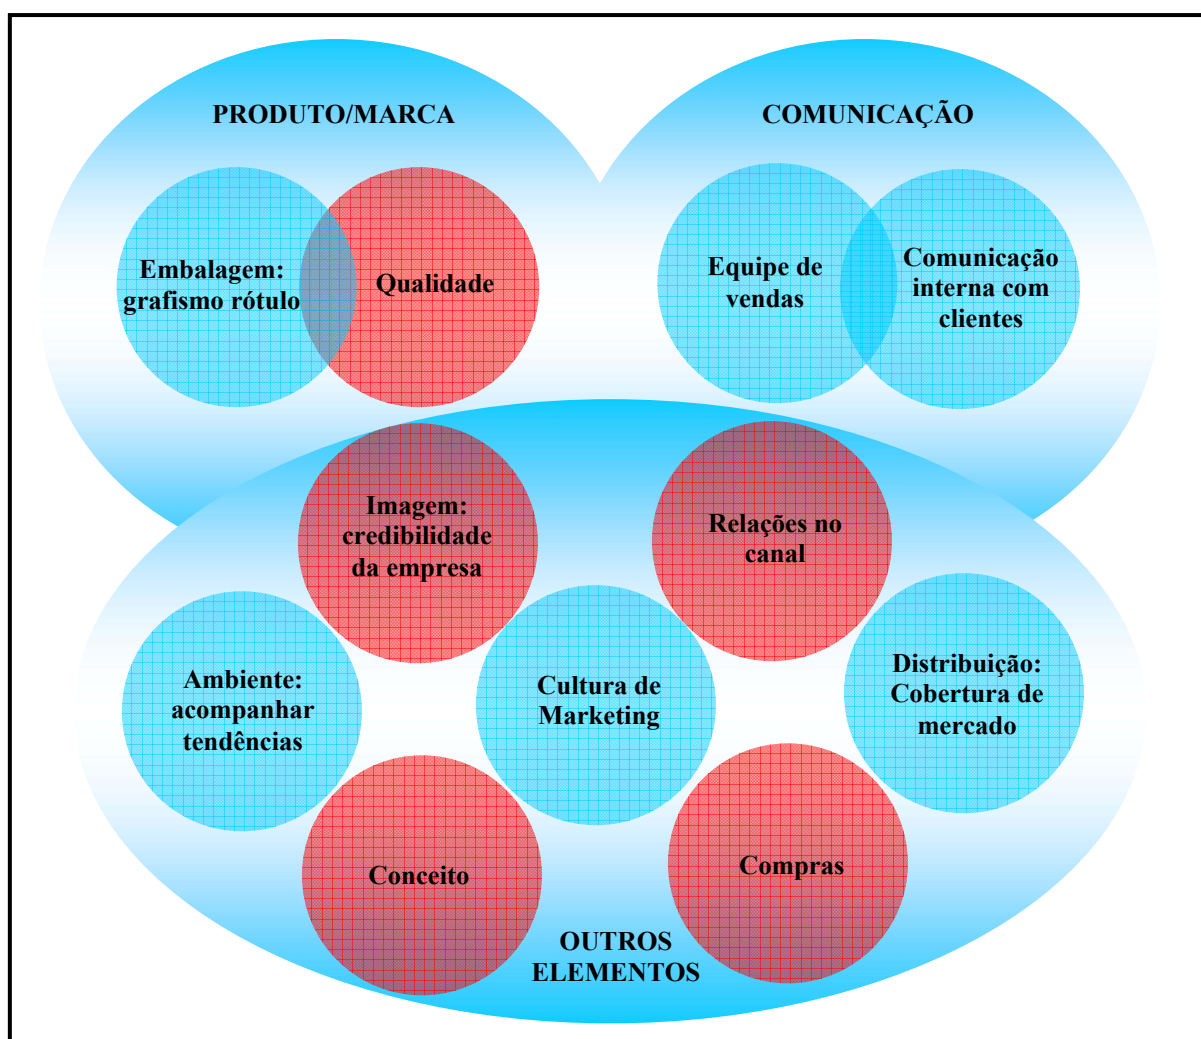 PRODUTO/MARCA
COMUNICAÇÃO
Embalagem:
grafismo rótulo
Qualidade
Equipe de
vendas
Comunicação
interna com
clientes
Imagem:
credibilidade
da empresa
Relações no
canal
Ambiente:
acompanhar
tendências
Cultura de
Marketing
Distribuição:
Cobertura de
mercado
Conceito
Compras
OUTROS
ELEMENTOS